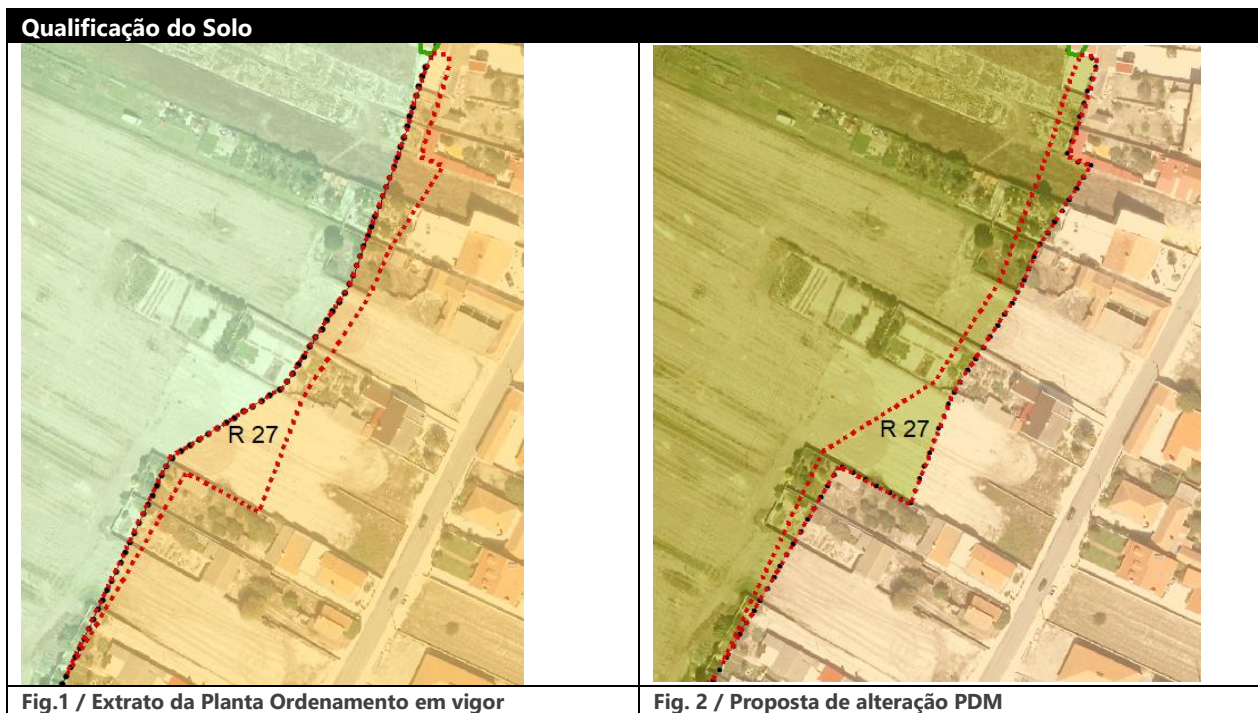 Qualificação do Solo
R 27
R 27
Fig.1 / Extrato da Planta Ordenamento em vigor
Fig. 2 / Proposta de alteração PDM